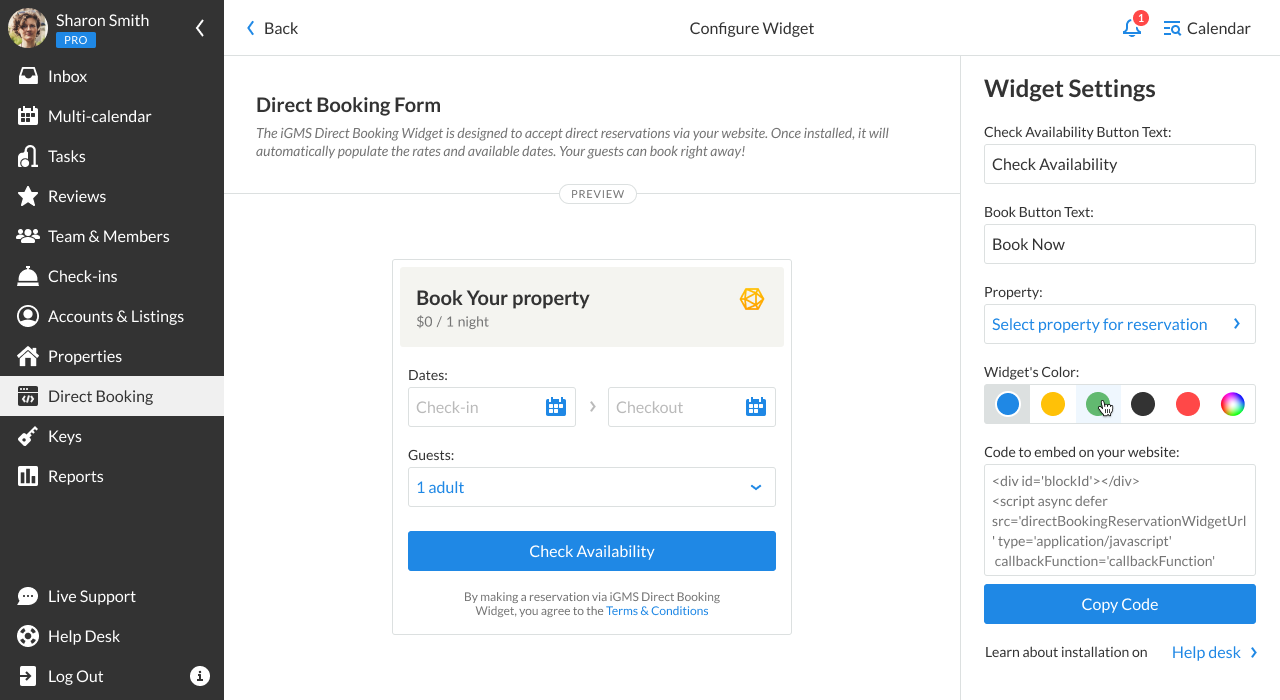 Sharon Smith
PRO
Inbox
Multi-calendar
Tasks
Reviews
Team & Members
Check-ins
Accounts & Listings
Properties
Direct Booking
Keys
Reports
Live Support
Help Desk
Log Out
Back
Configure Widget
1
Calendar
Direct Booking Form
The iGMS Direct Booking Widget is designed to accept direct reservations via your website. Once installed, it will
automatically populate the rates and available dates. Your guests can book right away!
PREVIEW
Book Your property
$0 / 1 night
Dates:
Check-in
Checkout
Guests:
1 adult
Check Availability
By making a reservation via iGMS Direct Booking
Widget, you agree to the Terms & Conditions
Widget Settings
Check Availability Button Text:
Check Availability
Book Button Text:
Book Now
Property:
Select property for reservation
Widget's Color:
Code to embed on your website:
<div id='blockId'></div>
<script async defer
src='directBookingReservationWidgetUrl
' type='application/javascript'
callbackFunction='callbackFunction'
Copy Code
Learn about installation on
Help desk